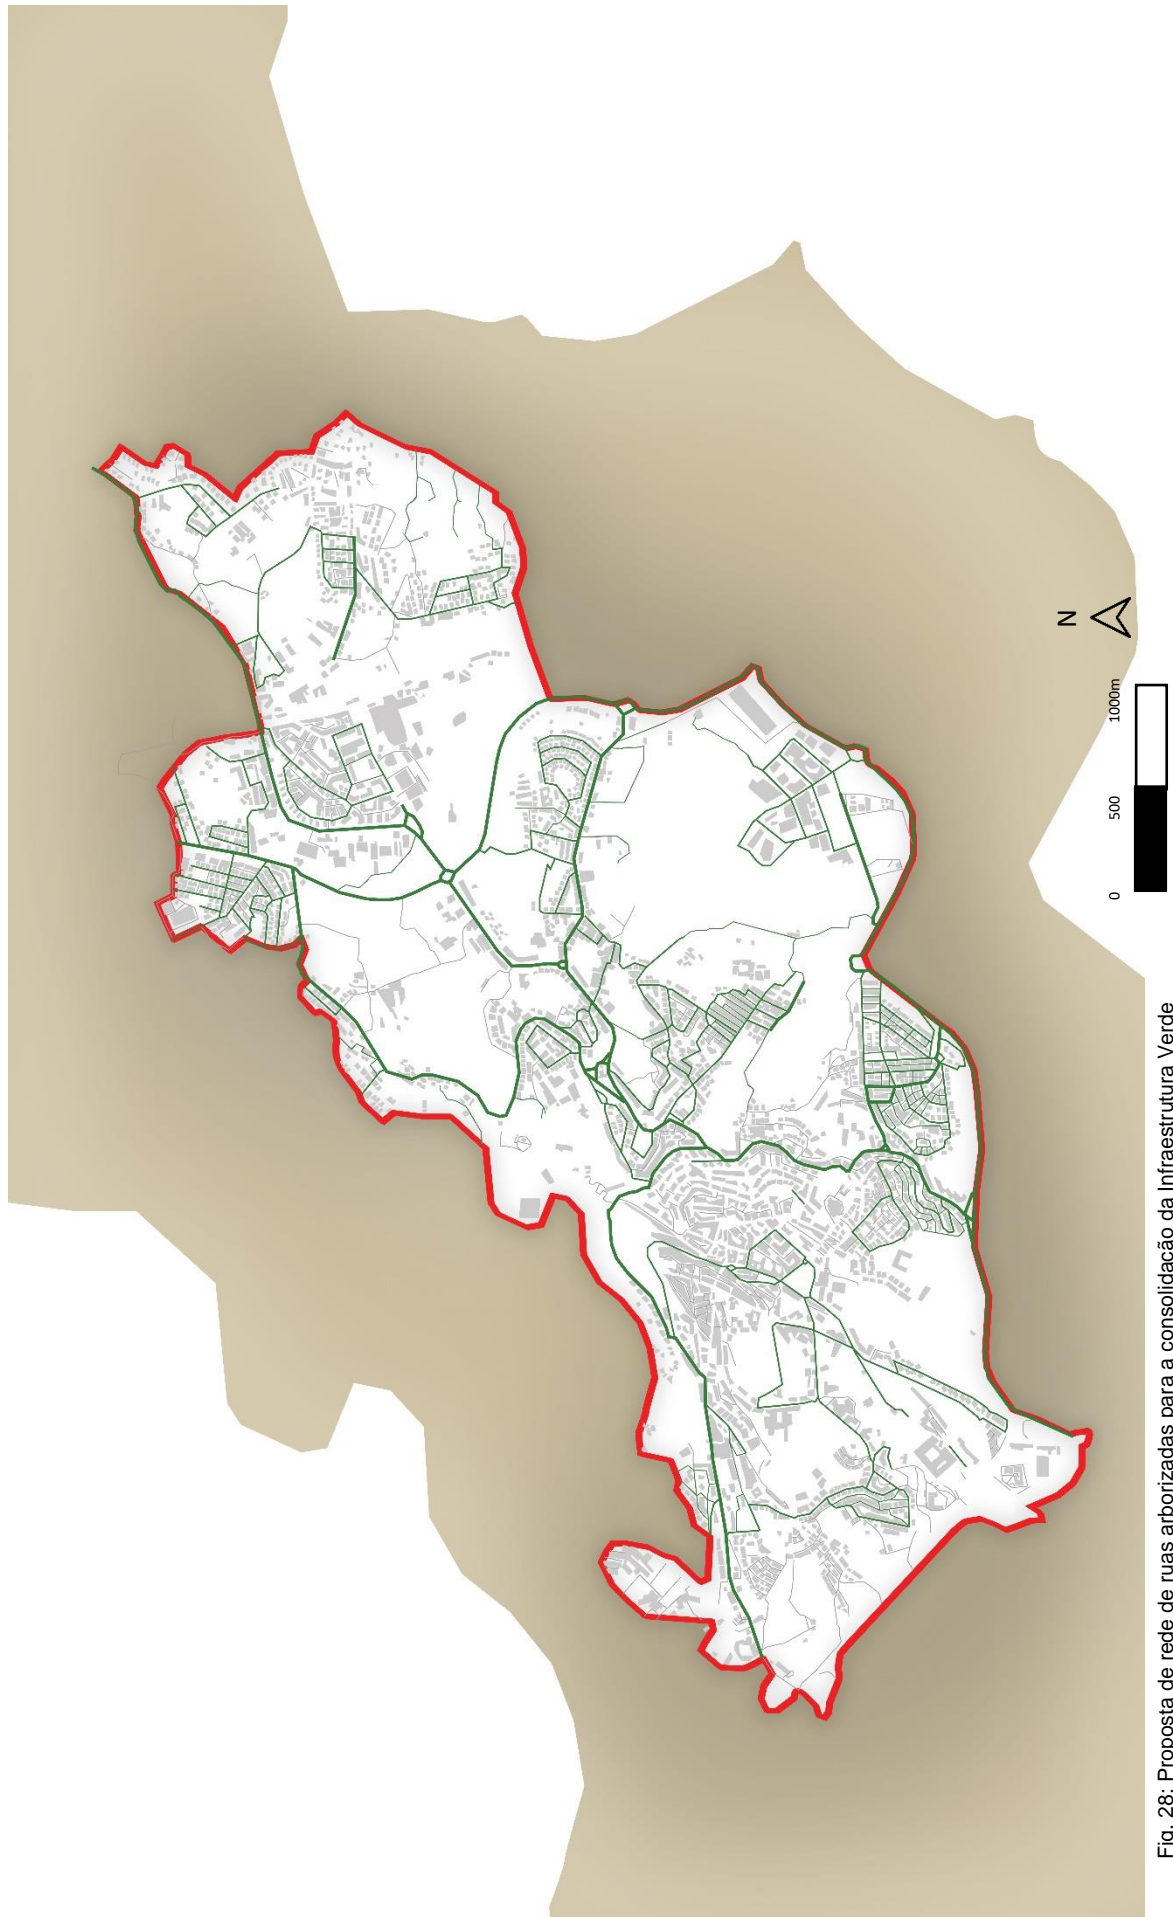 N
0 500 1000m
Fig. 28: Proposta de rede de ruas arborizadas para a consolidação da Infraestrutura Verde